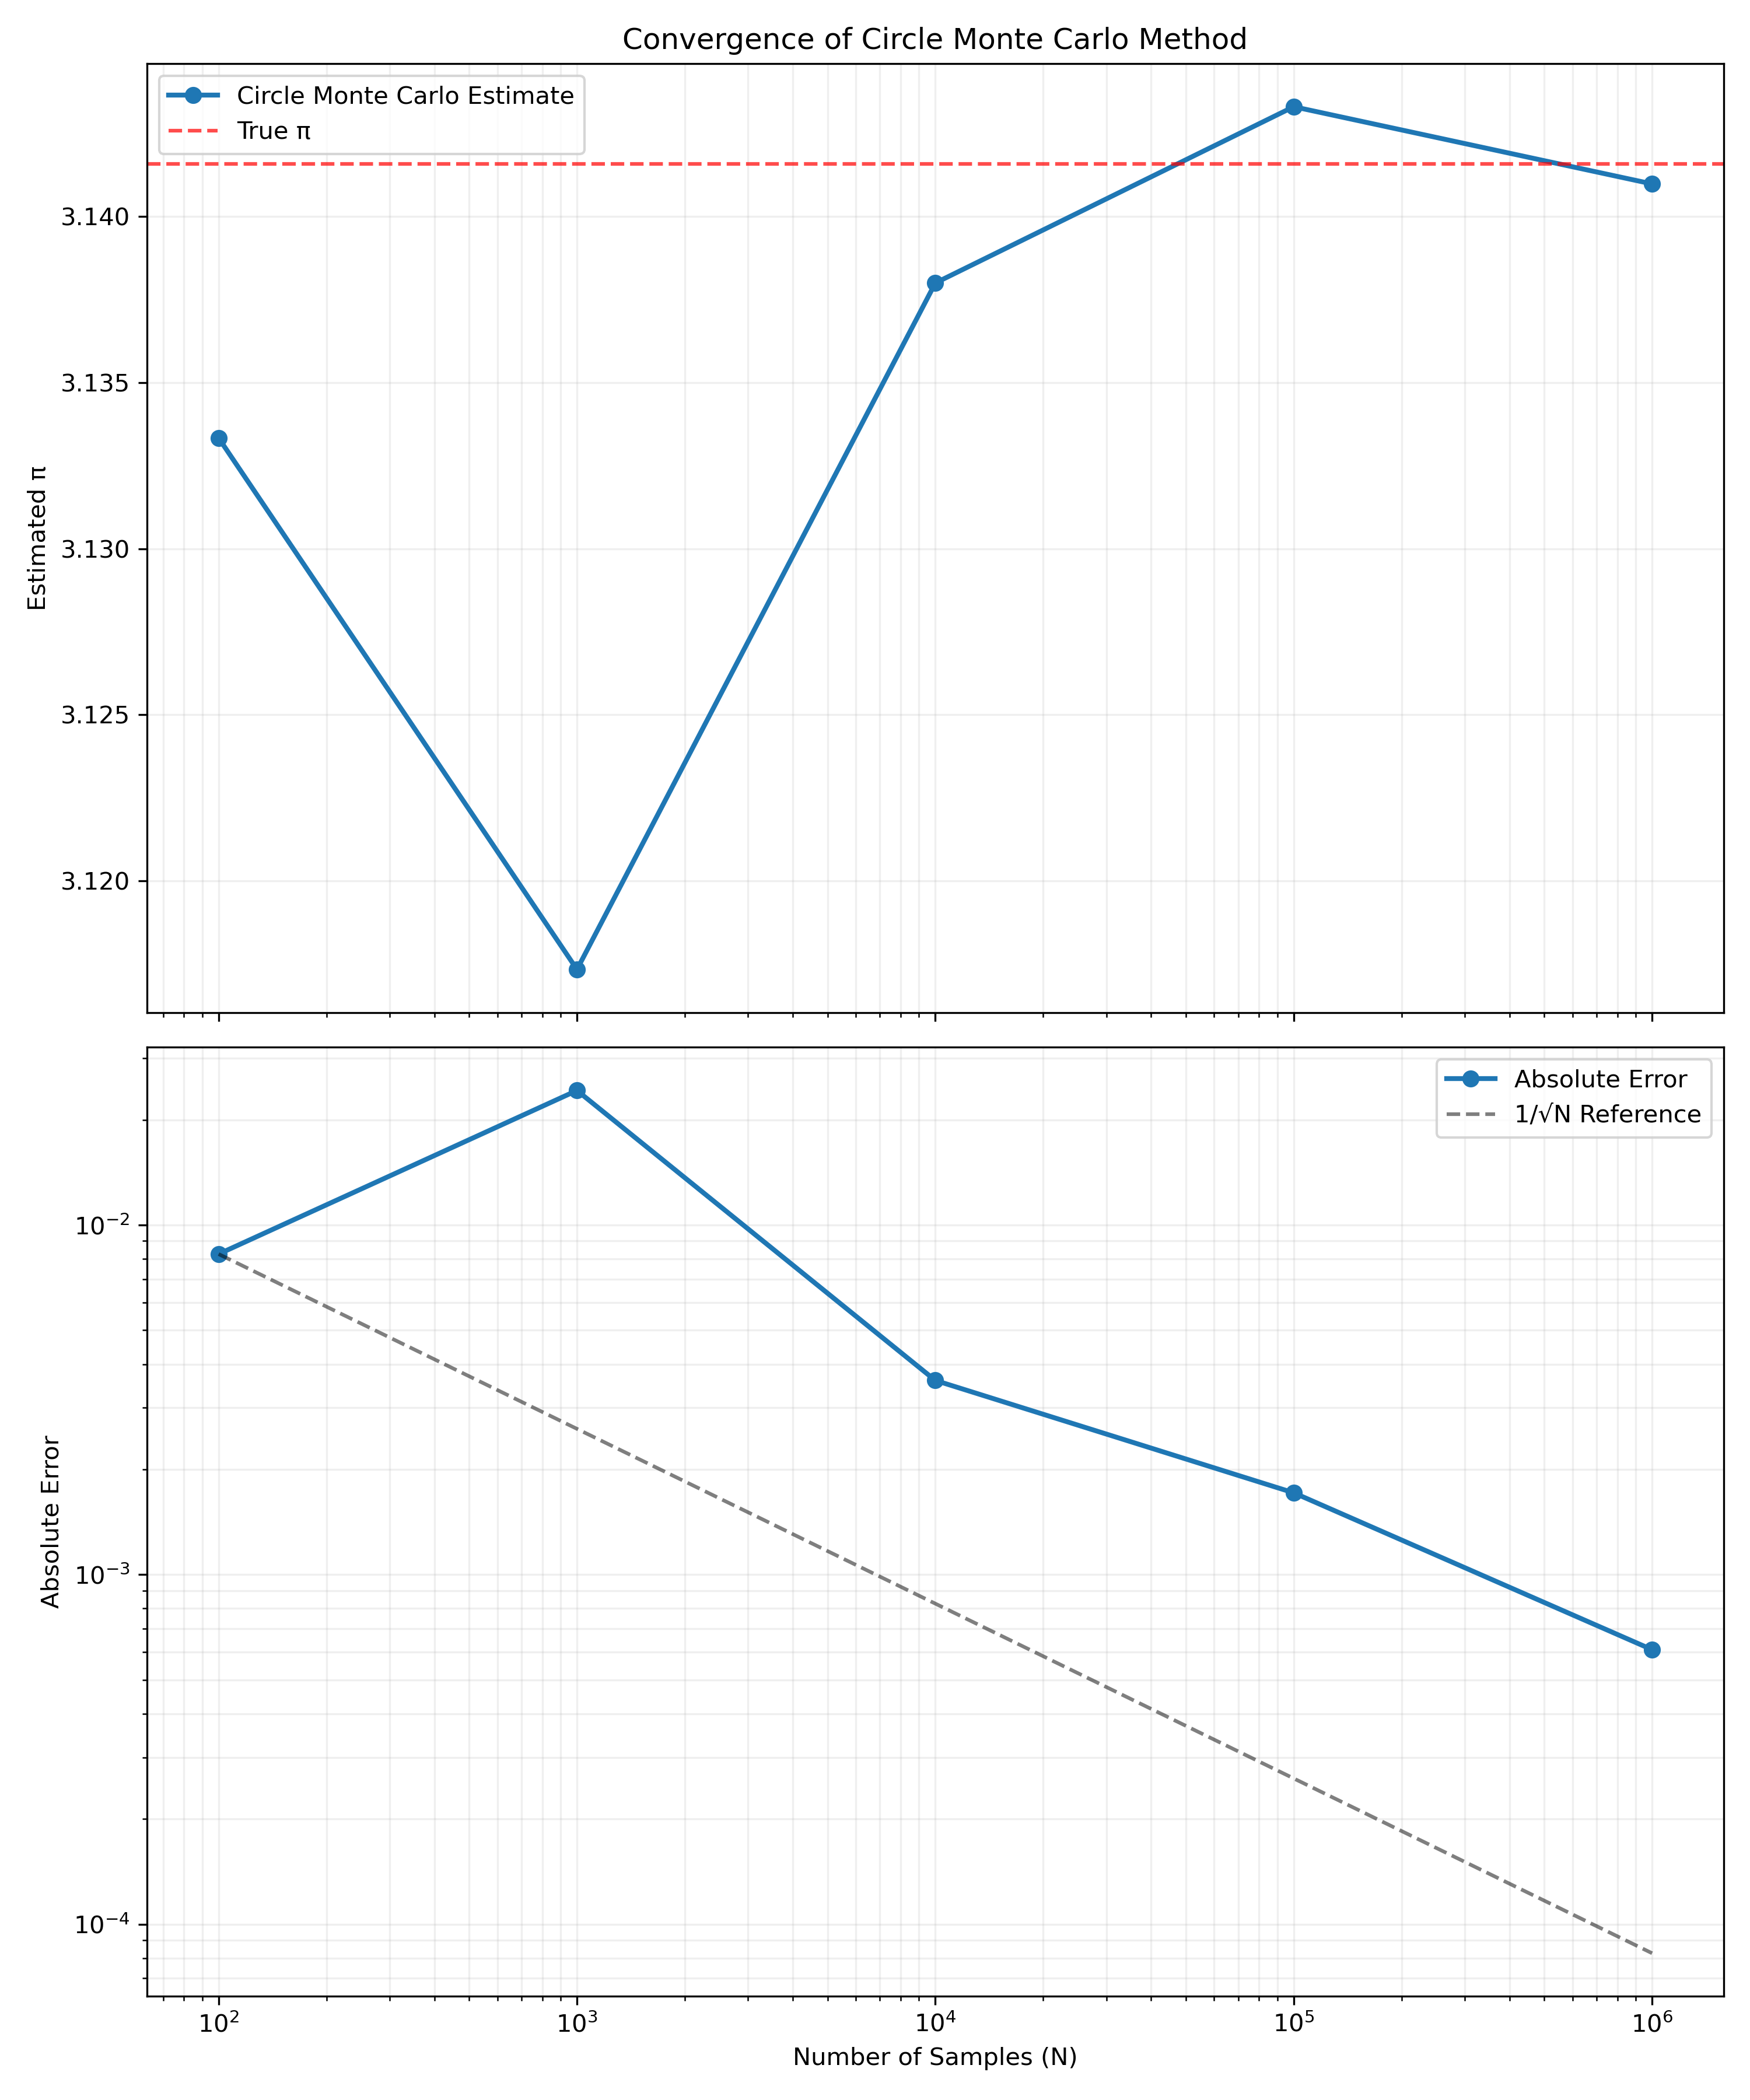 Convergence of Circle Monte Carlo Method
Circle Monte Carlo Estimate
True π
Estimated π
3.140
3.135
3.130
3.125
3.120
Absolute Error
1/√N Reference
Absolute Error
10⁻²
10⁻³
10⁻⁴
10² 10³ 10⁴ 10⁵ 10⁶
Number of Samples (N)